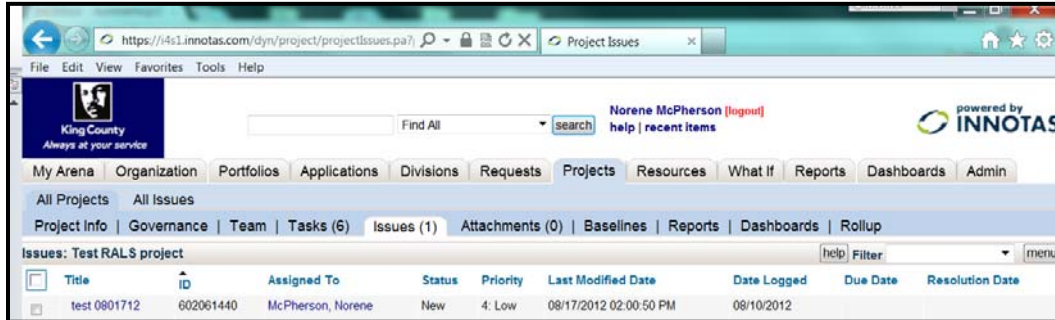 https://i4s1.innotas.com/dyn/project/projectIssues.pa?i
Project Issues
File Edit View Favorites Tools Help
King County
Always at your service
Find All
search
Norene McPherson [logout]
help | recent items
powered by
INNOTAS
My Arena Organization Portfolios Applications Divisions Requests Projects Resources What If Reports Dashboards Admin
All Projects All Issues
Project Info | Governance | Team | Tasks (6) Issues (1) Attachments (0) | Baselines | Reports | Dashboards | Rollup
Issues: Test RALS project help Filter menu
Title ID Assigned To Status Priority Last Modified Date Date Logged Due Date Resolution Date
test 0801712 602061440 McPherson, Norene New 4: Low 08/17/2012 02:00:50 PM 08/10/2012